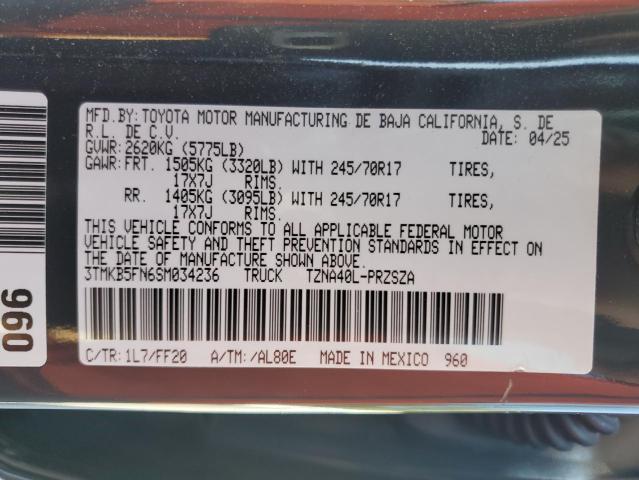 MFD.BY:TOYOTA MOTOR MANUFACTURING DE BAJA CALIFORNIA, S. DE
R.L. DE C.V. DATE: 04/25
GVWR:2620KG (5775LB)
GAWR:FRT. 1505KG (3320LB) WITH 245/70R17 TIRES,
17X7J RIMS.
RR. 1405KG (3095LB) WITH 245/70R17 TIRES,
17X7J RIMS.
THIS VEHICLE CONFORMS TO ALL APPLICABLE FEDERAL MOTOR
VEHICLE SAFETY AND THEFT PREVENTION STANDARDS IN EFFECT ON
THE DATE OF MANUFACTURE SHOWN ABOVE.
3TMKB5FN6SM034236 TRUCK TZNA40L-PRZSZA
C/TR:1L7/FF20 A/TM:/AL80E MADE IN MEXICO 960
960